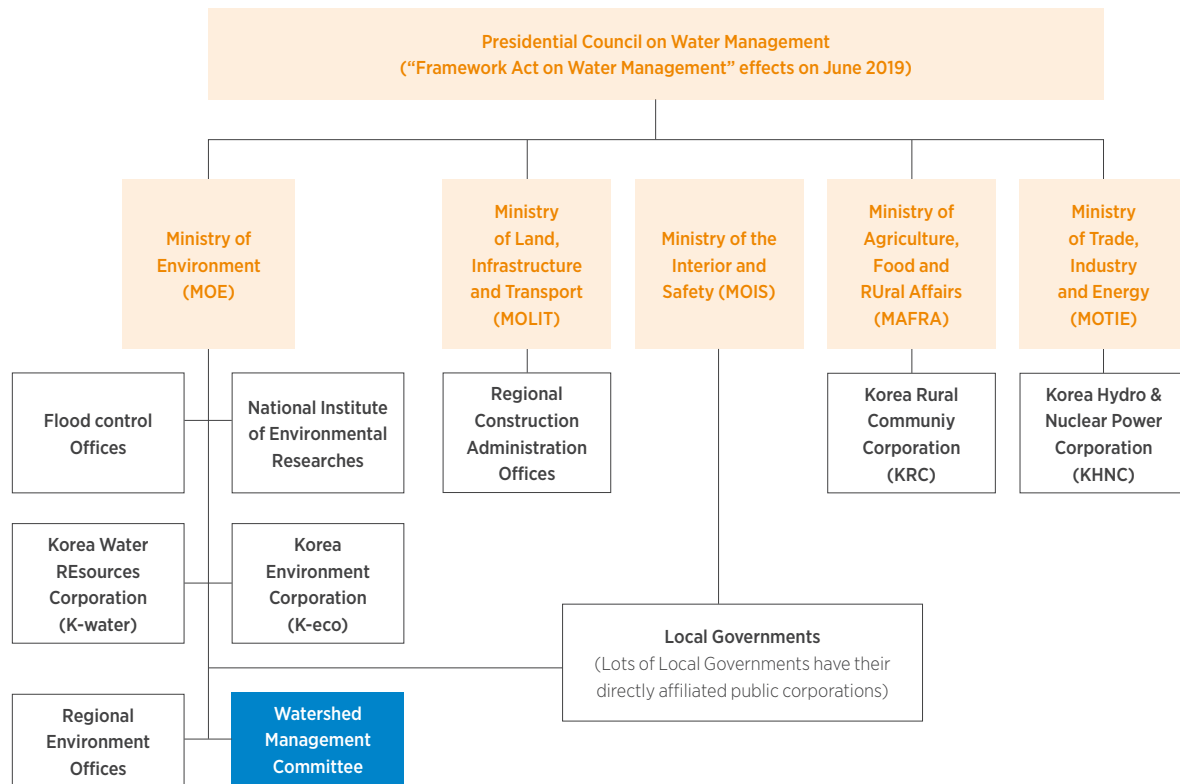 Presidential Council on Water Management
(“Framework Act on Water Management” effects on June 2019)
Ministry of
Environment
(MOE)
Ministry
of Land,
Infrastructure
and Transport
(MOLIT)
Ministry of the
Interior and
Safety (MOIS)
Ministry of
Agriculture,
Food and
RUral Affairs
(MAFRA)
Ministry
of Trade,
Industry
and Energy
(MOTIE)
Flood control
Offices
National Institute
of Environmental
Researches
Regional
Construction
Administration
Offices
Korea Rural
Communiy
Corporation
(KRC)
Korea Hydro &
Nuclear Power
Corporation
(KHNC)
Korea Water
REsources
Corporation
(K-water)
Korea
Environment
Corporation
(K-eco)
Local Governments
(Lots of Local Governments have their
directly affiliated public corporations)
Regional
Environment
Offices
Watershed
Management
Committee